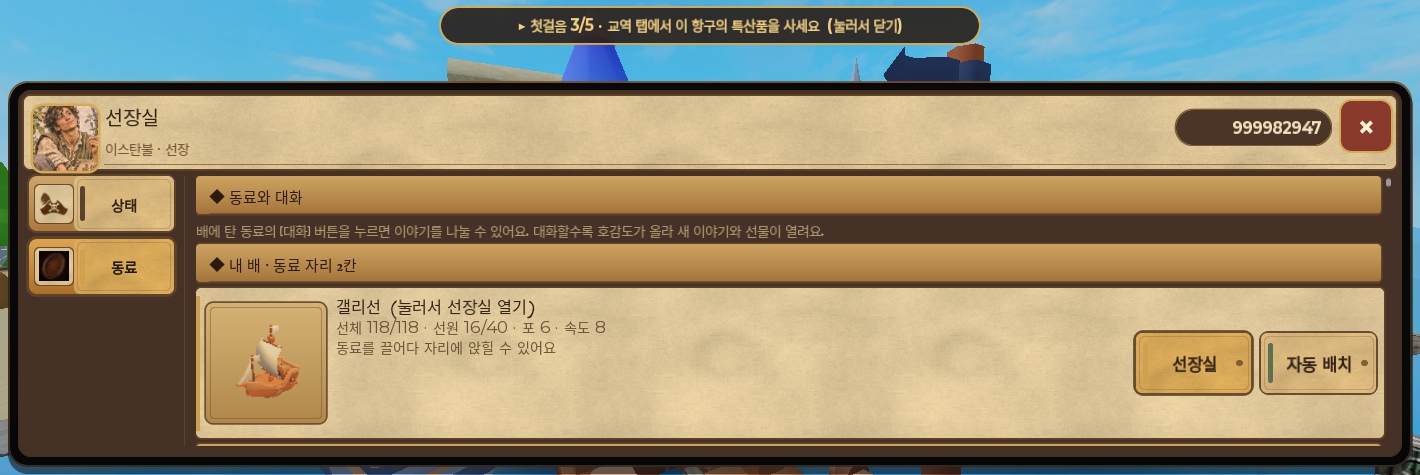 ▸ 첫걸음 3/5 · 교역 탭에서 이 항구의 특산품을 사세요 (눌러서 닫기)
선장실
이스탄불 · 선장
999982947
×
상태
동료
◆ 동료와 대화
배에 탄 동료의 [대화] 버튼을 누르면 이야기를 나눌 수 있어요. 대화할수록 호감도가 올라 새 이야기와 선물이 열려요.
◆ 내 배 · 동료 자리 2칸
갤리선 (눌러서 선장실 열기)
선체 118/118 · 선원 16/40 · 포 6 · 속도 8
동료를 끌어다 자리에 앉힐 수 있어요
선장실
자동 배치